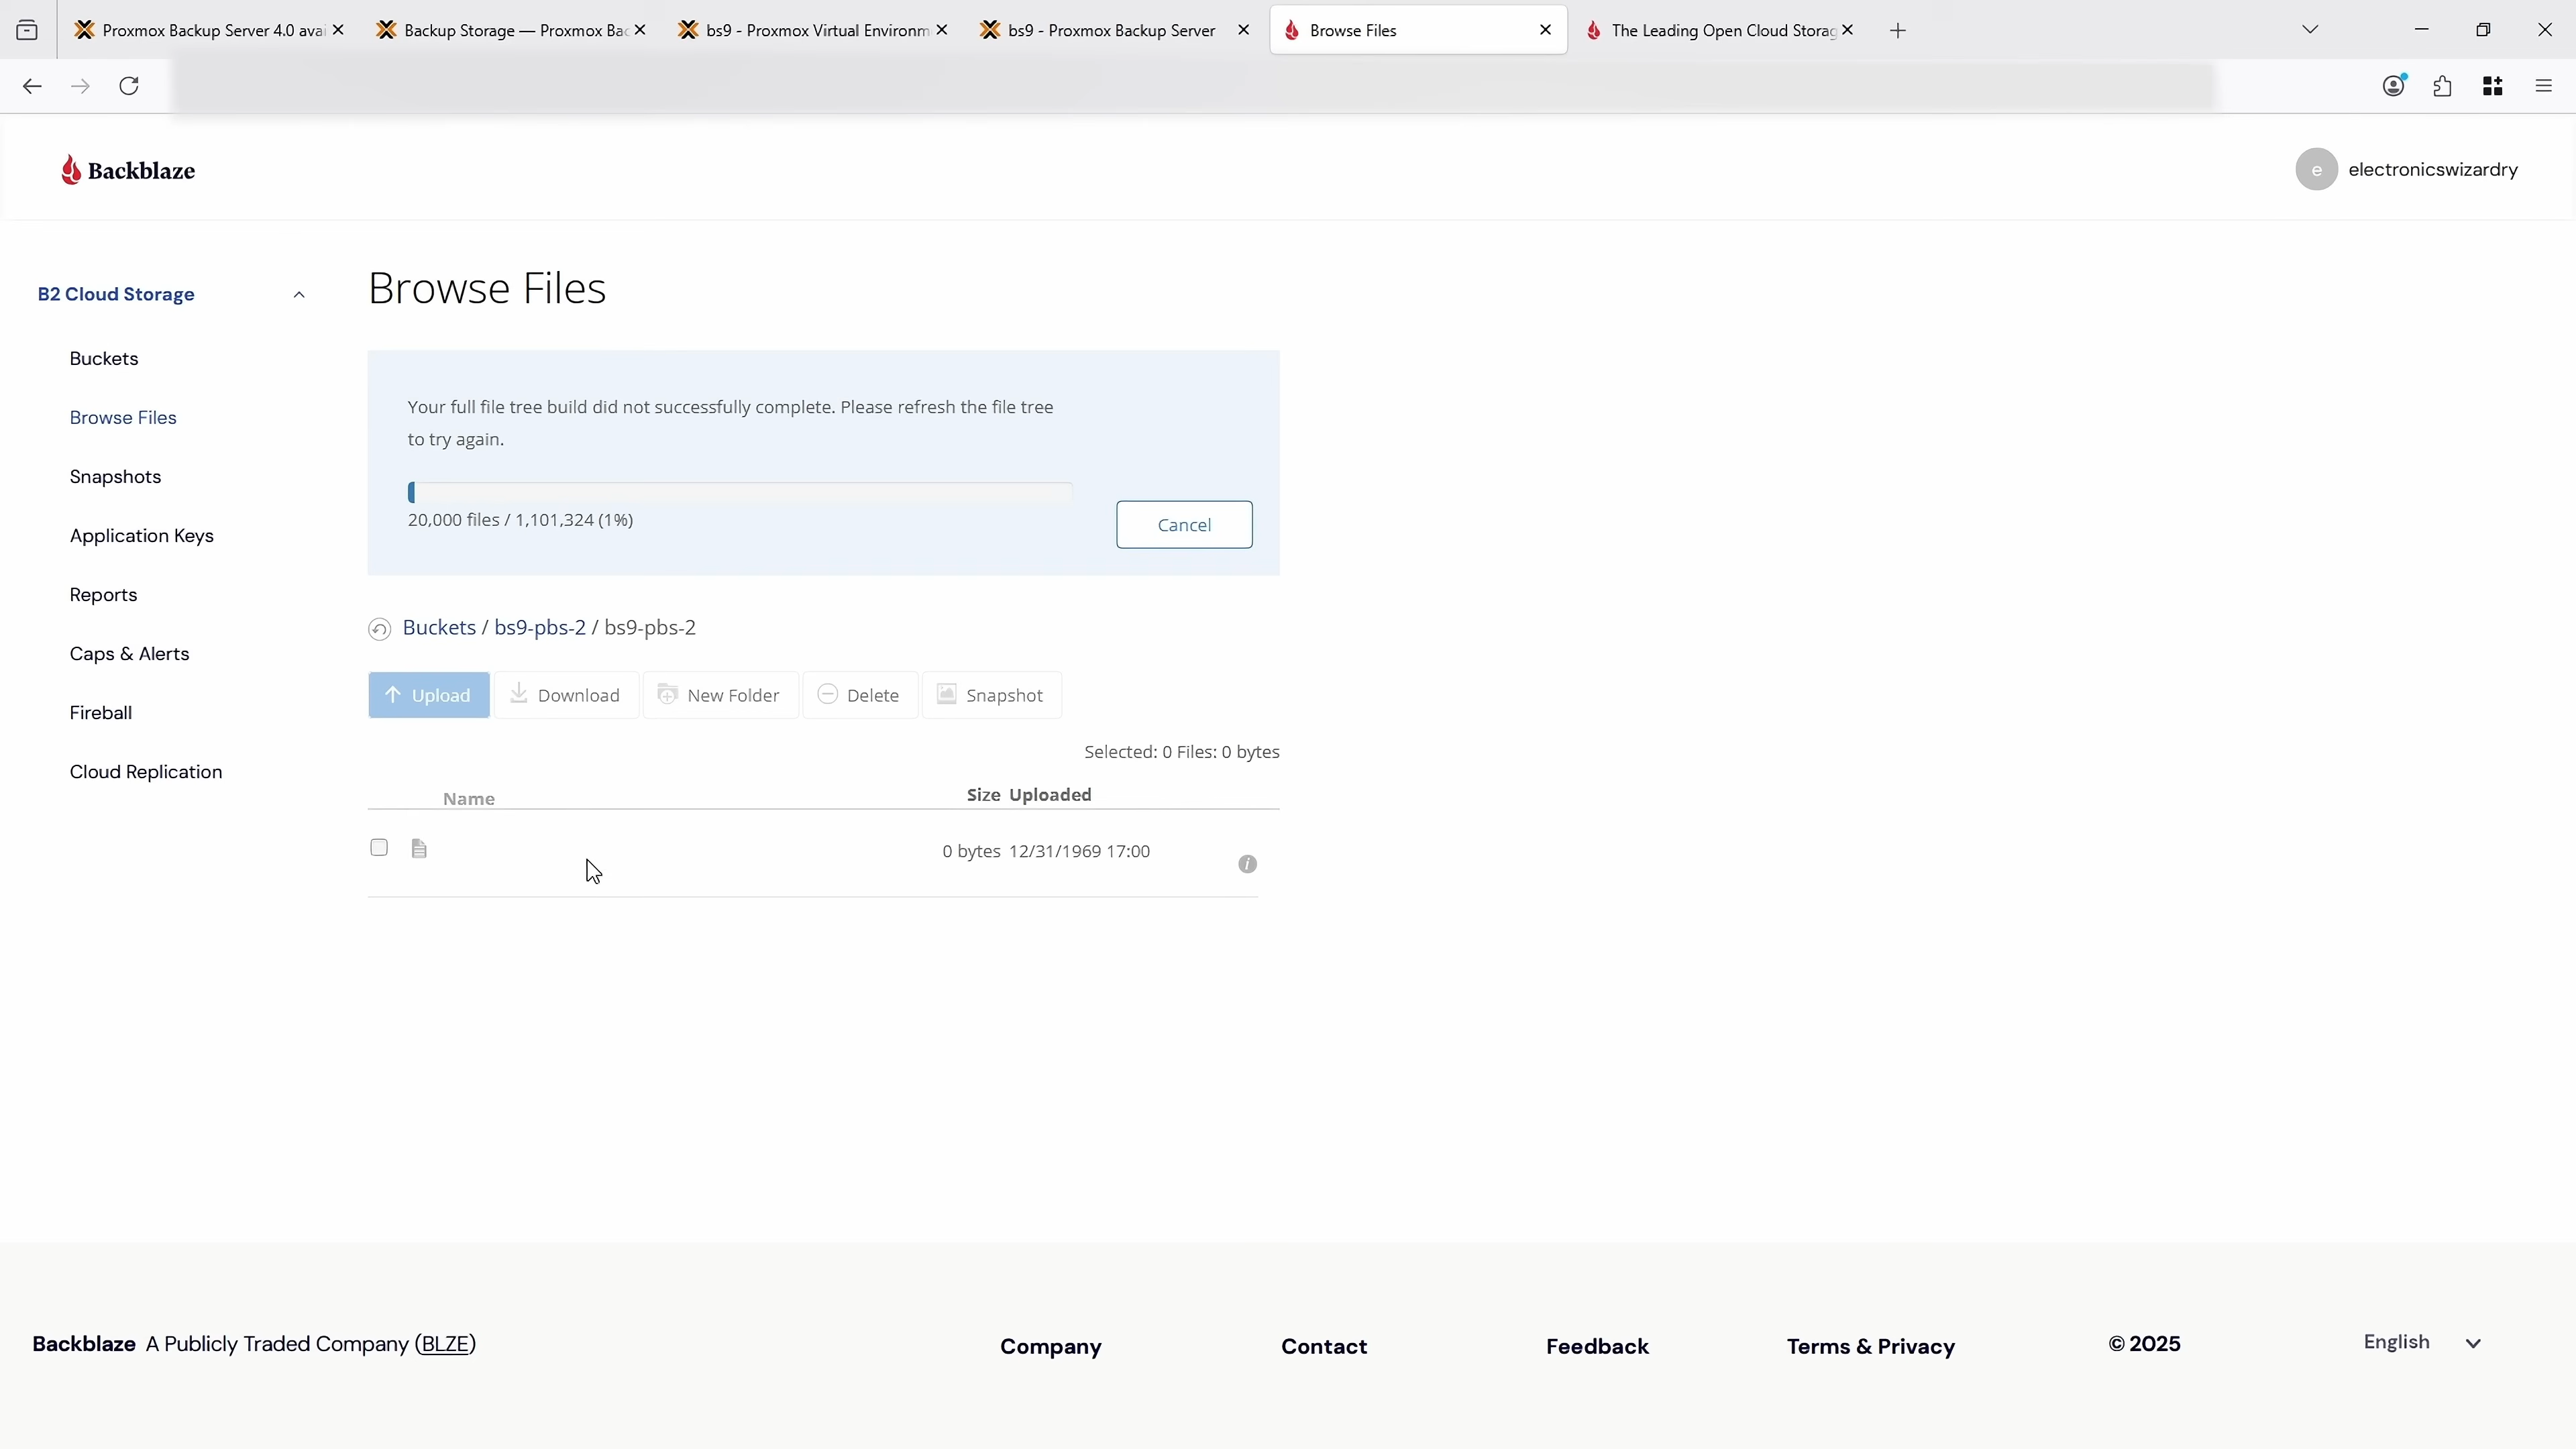 Proxmox Backup Server 4.0 avai
Backup Storage — Proxmox Bac
bs9 - Proxmox Virtual Environm
bs9 - Proxmox Backup Server
Browse Files
The Leading Open Cloud Storag
Backblaze
e electronicswizardry
B2 Cloud Storage
Buckets
Browse Files
Snapshots
Application Keys
Reports
Caps & Alerts
Fireball
Cloud Replication
Browse Files
Your full file tree build did not successfully complete. Please refresh the file tree
to try again.
20,000 files / 1,101,324 (1%)
Cancel
Buckets / bs9-pbs-2 / bs9-pbs-2
Upload Download New Folder Delete Snapshot
Selected: 0 Files: 0 bytes
Name Size Uploaded
0 bytes 12/31/1969 17:00
i
Backblaze A Publicly Traded Company (BLZE)
Company
Contact
Feedback
Terms & Privacy
© 2025
English